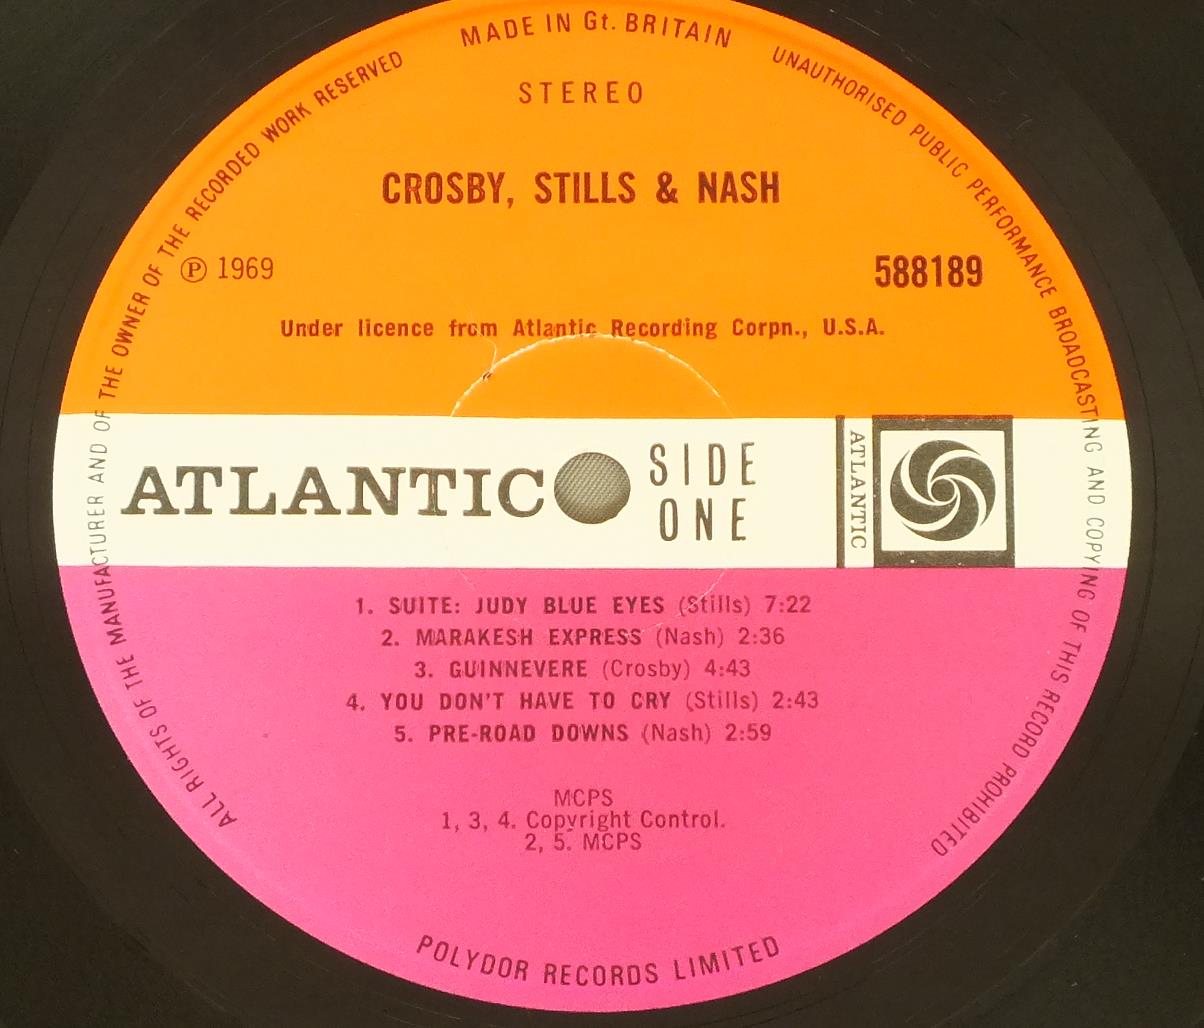 MADE IN Gt. BRITAIN
ALL RIGHTS OF THE MANUFACTURER AND OF THE OWNER OF THE RECORDED WORK RESERVED
UNAUTHORISED PUBLIC PERFORMANCE BROADCASTING AND COPYING OF THIS RECORD PROHIBITED
STEREO
CROSBY, STILLS & NASH
℗ 1969
588189
Under licence from Atlantic Recording Corpn., U.S.A.
ATLANTIC
SIDE
ONE
ATLANTIC
1. SUITE: JUDY BLUE EYES (Stills) 7:22
2. MARAKESH EXPRESS (Nash) 2:36
3. GUINNEVERE (Crosby) 4:43
4. YOU DON'T HAVE TO CRY (Stills) 2:43
5. PRE-ROAD DOWNS (Nash) 2:59
MCPS
1, 3, 4. Copyright Control.
2, 5. MCPS
POLYDOR RECORDS LIMITED